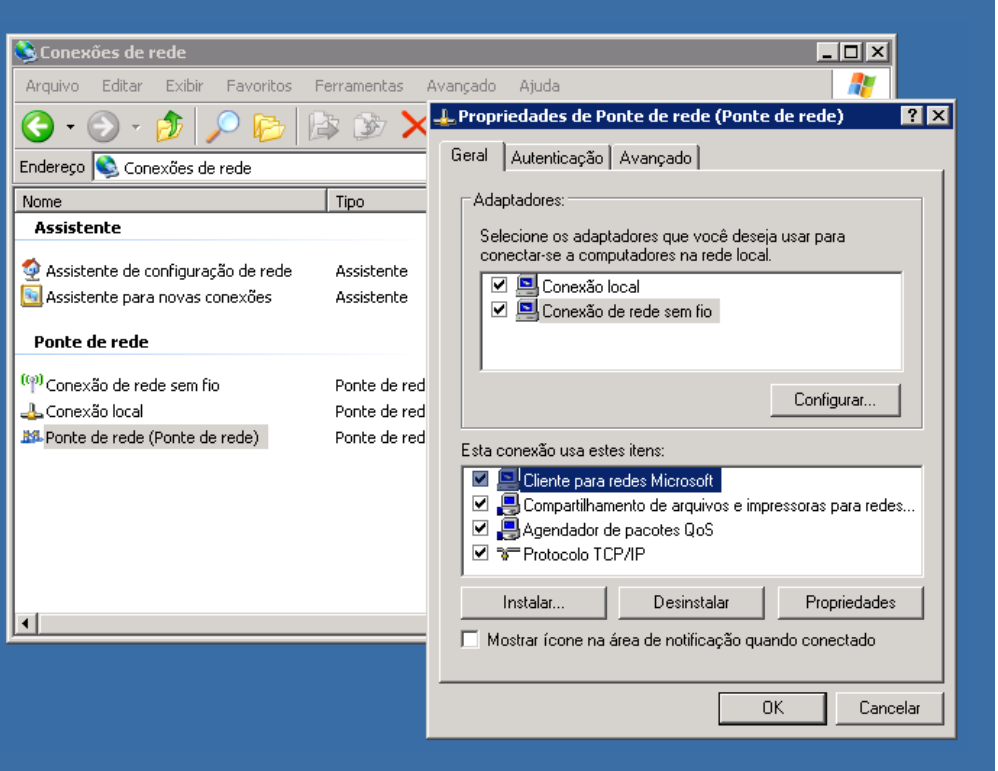 Conexões de rede
Arquivo Editar Exibir Favoritos Ferramentas Avançado Ajuda
Endereço Conexões de rede
Nome Tipo
Assistente
Assistente de configuração de rede Assistente
Assistente para novas conexões Assistente
Ponte de rede
Conexão de rede sem fio Ponte de red
Conexão local Ponte de red
Ponte de rede (Ponte de rede) Ponte de red
Propriedades de Ponte de rede (Ponte de rede)
Geral Autenticação Avançado
Adaptadores:
Selecione os adaptadores que você deseja usar para
conectar-se a computadores na rede local.
Conexão local
Conexão de rede sem fio
Configurar...
Esta conexão usa estes itens:
Cliente para redes Microsoft
Compartilhamento de arquivos e impressoras para redes...
Agendador de pacotes QoS
Protocolo TCP/IP
Instalar... Desinstalar Propriedades
Mostrar ícone na área de notificação quando conectado
OK Cancelar